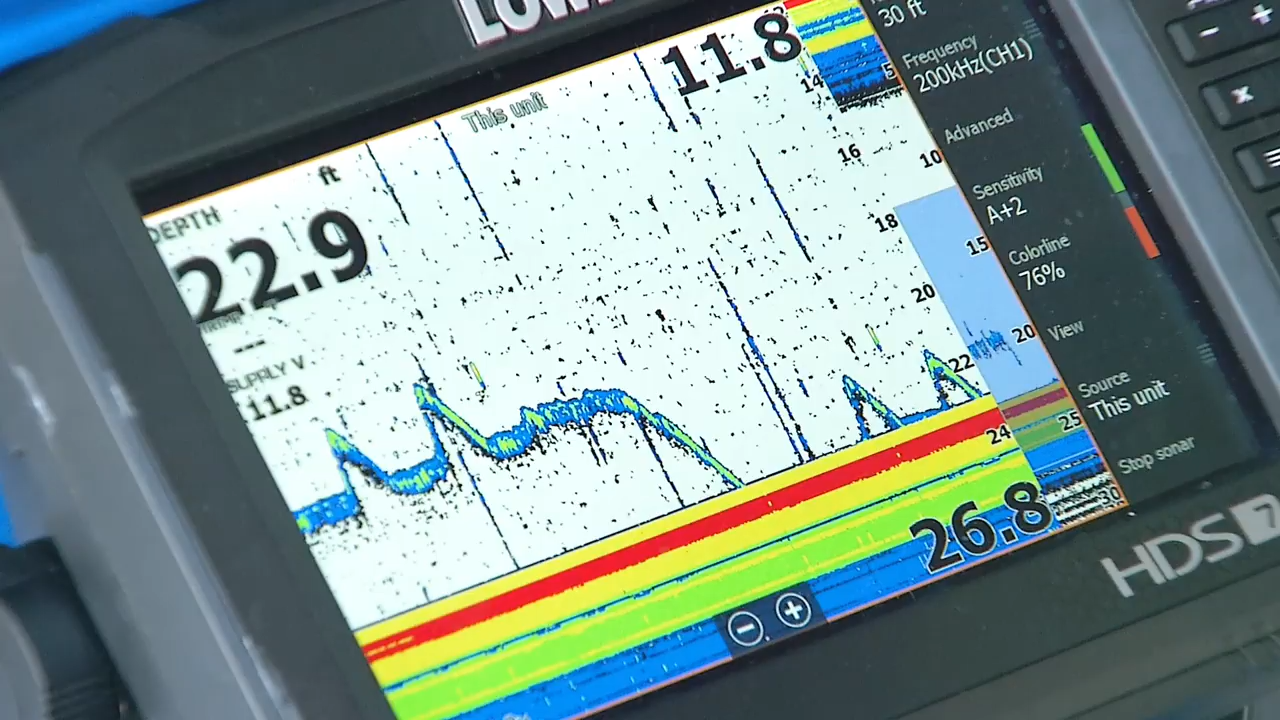 This unit
11.8
DEPTH
ft
22.9
---
SUPPLY V
11.8
14
16
18
20
22
24
26.8
5
10
15
20
25
30
30 ft
Frequency
200kHz(CH1)
Advanced
Sensitivity
A+2
Colorline
76%
View
Source
This unit
Stop sonar
HDS 7